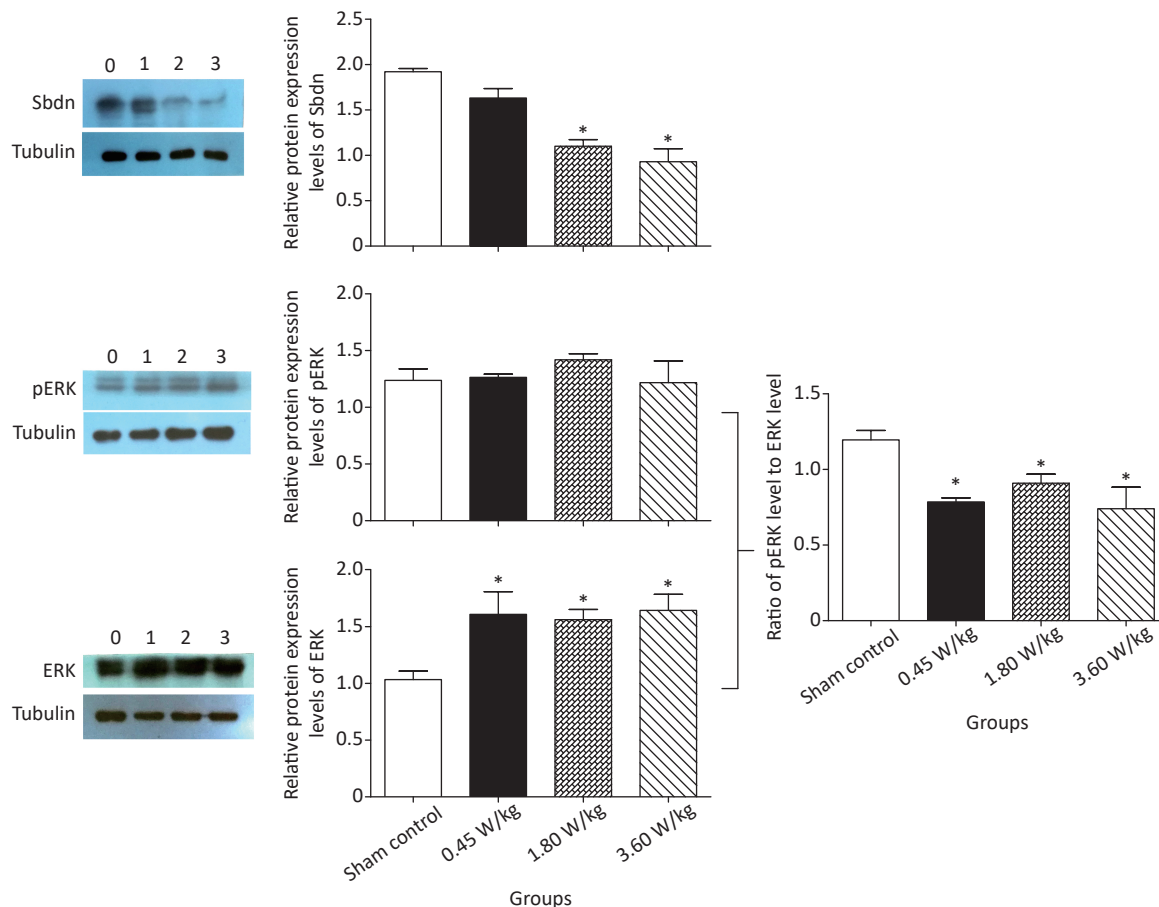 0 1 2 3
Sbdn
Tubulin
Relative protein expression
levels of Sbdn
2.5
2.0
1.5
1.0
0.5
0
* *
0 1 2 3
pERK
Tubulin
Relative protein expression
levels of pERK
2.0
1.5
1.0
0.5
0
0 1 2 3
ERK
Tubulin
Relative protein expression
levels of ERK
2.0
1.5
1.0
0.5
0
* * *
Sham control
0.45 W/kg
1.80 W/kg
3.60 W/kg
Groups
Ratio of pERK level to ERK level
1.5
1.0
0.5
0
* * *
Sham control
0.45 W/kg
1.80 W/kg
3.60 W/kg
Groups